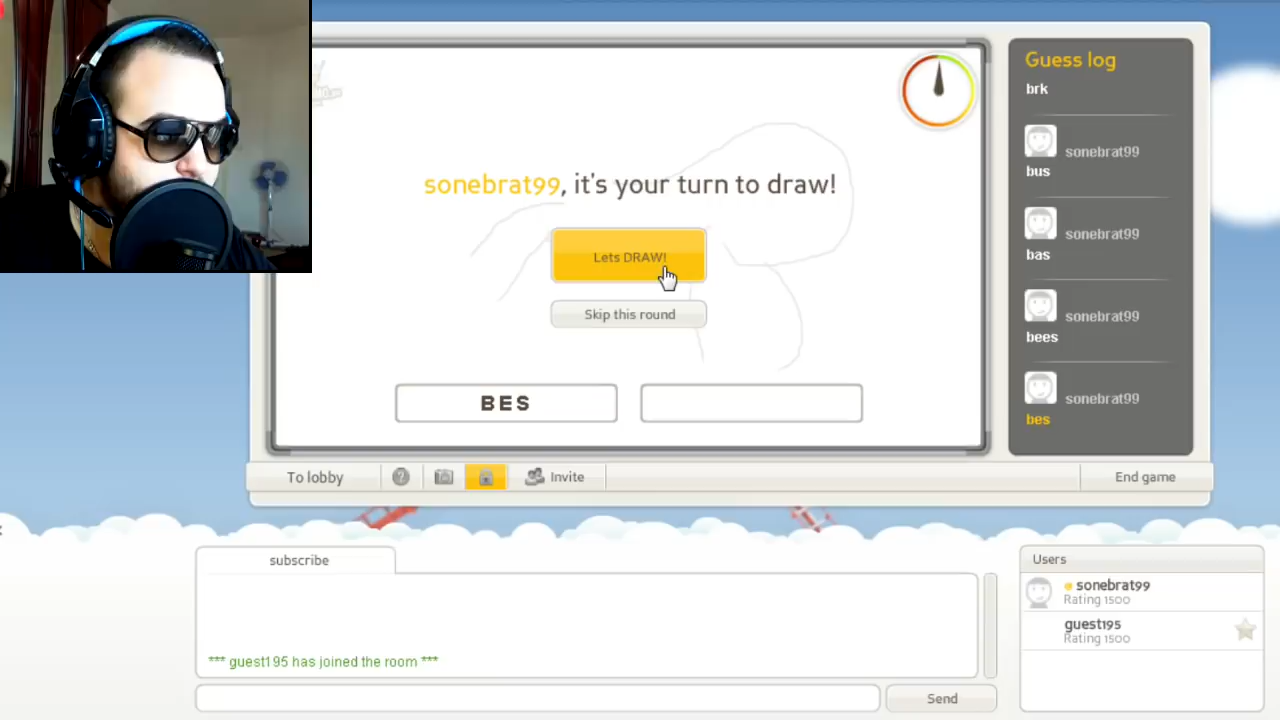 Guess log
brk
sonebrat99
bus
sonebrat99
bas
sonebrat99
bees
sonebrat99
bes
sonebrat99, it's your turn to draw!
Lets DRAW!
Skip this round
BES
To lobby
?
Invite
End game
subscribe
*** guest195 has joined the room ***
Send
Users
sonebrat99
Rating 1500
guest195
Rating 1500